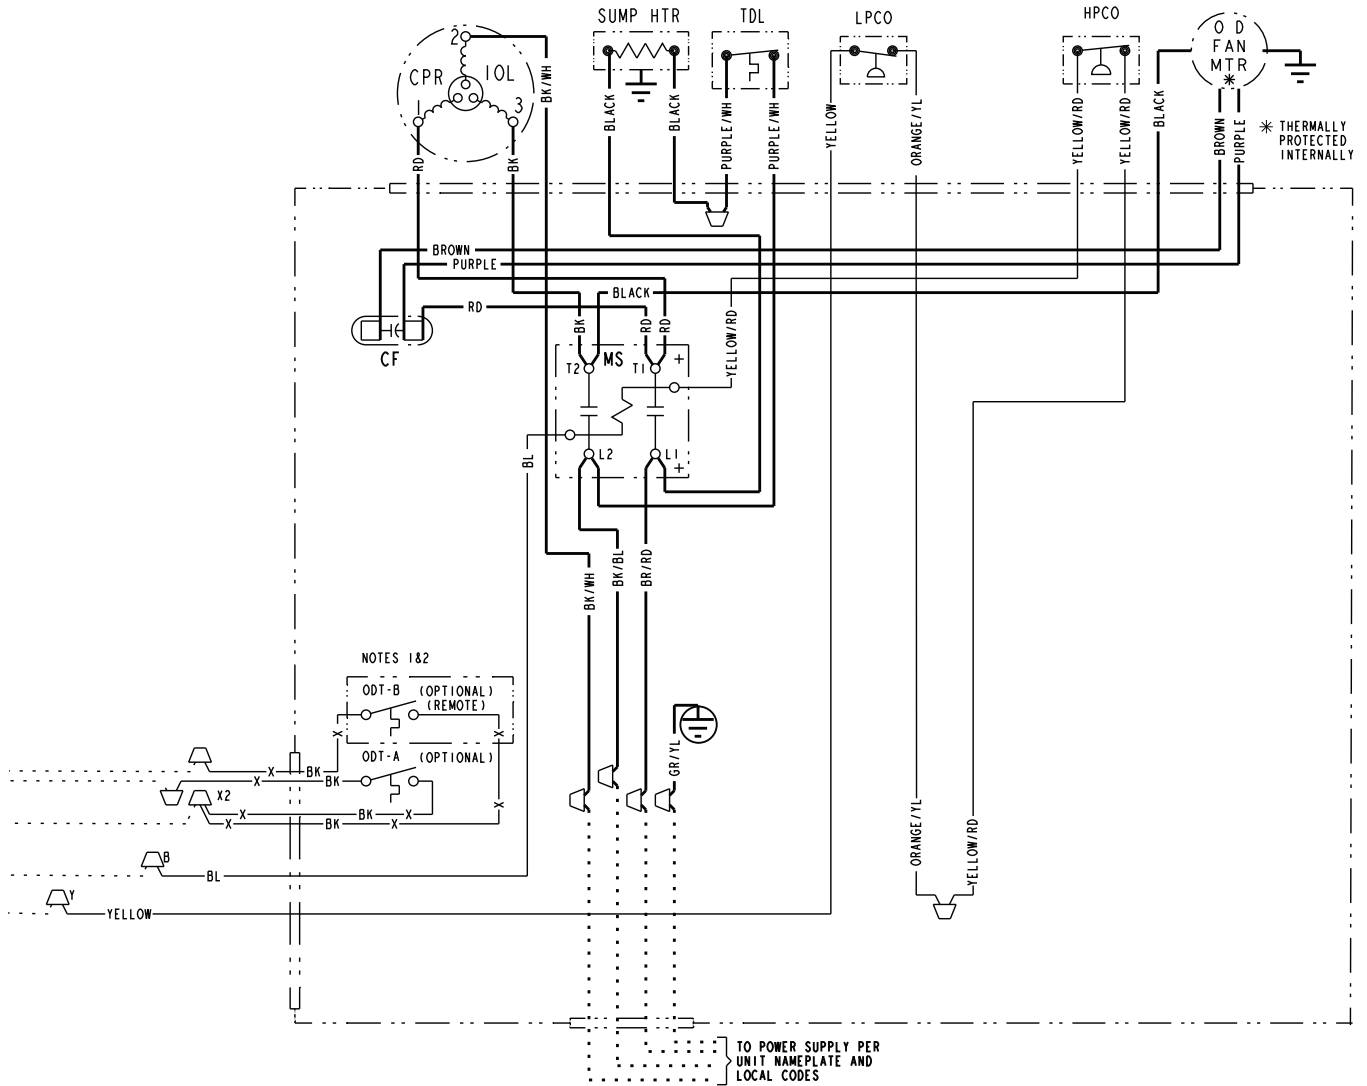 SUMP HTR
TDL
LPCO
HPCO
O D
FAN
MTR
*
2
CPR
IOL
1
3
BK/WH
BLACK
BLACK
PURPLE/WH
PURPLE/WH
YELLOW
ORANGE/YL
YELLOW/RD
YELLOW/RD
BLACK
BROWN
PURPLE
* THERMALLY
PROTECTED
INTERNALLY
RD
BK
BROWN
PURPLE
BLACK
RD
BK
RD
RD
YELLOW/RD
CF
MS
T2
T1
+
BL
L2
L1
+
BK/WH
BK/BL
BR/RD
NOTES 1&2
ODT-B (OPTIONAL)
(REMOTE)
X
X
ODT-A (OPTIONAL)
X
BK
X
BK
X2
X
BK
X
X
BK
X
X
GR/YL
B
BL
Y
YELLOW
ORANGE/YL
YELLOW/RD
TO POWER SUPPLY PER
UNIT NAMEPLATE AND
LOCAL CODES